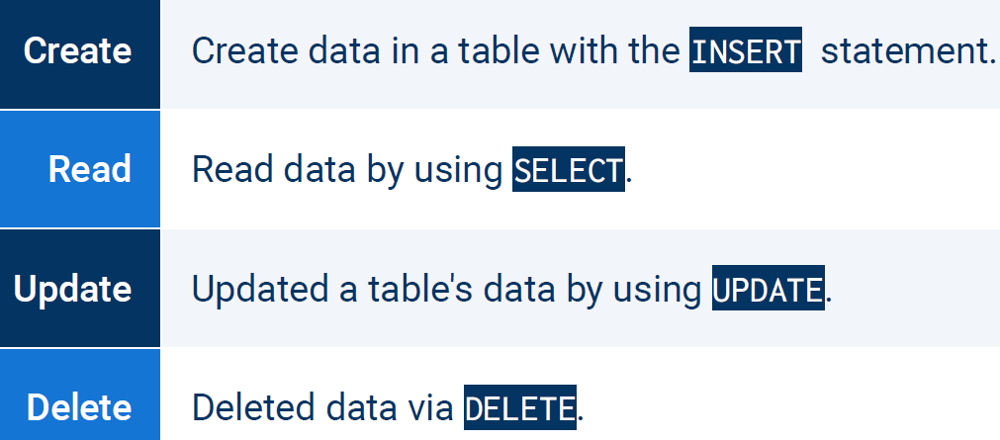 Create Create data in a table with the INSERT statement.
Read Read data by using SELECT.
Update Updated a table's data by using UPDATE.
Delete Deleted data via DELETE.